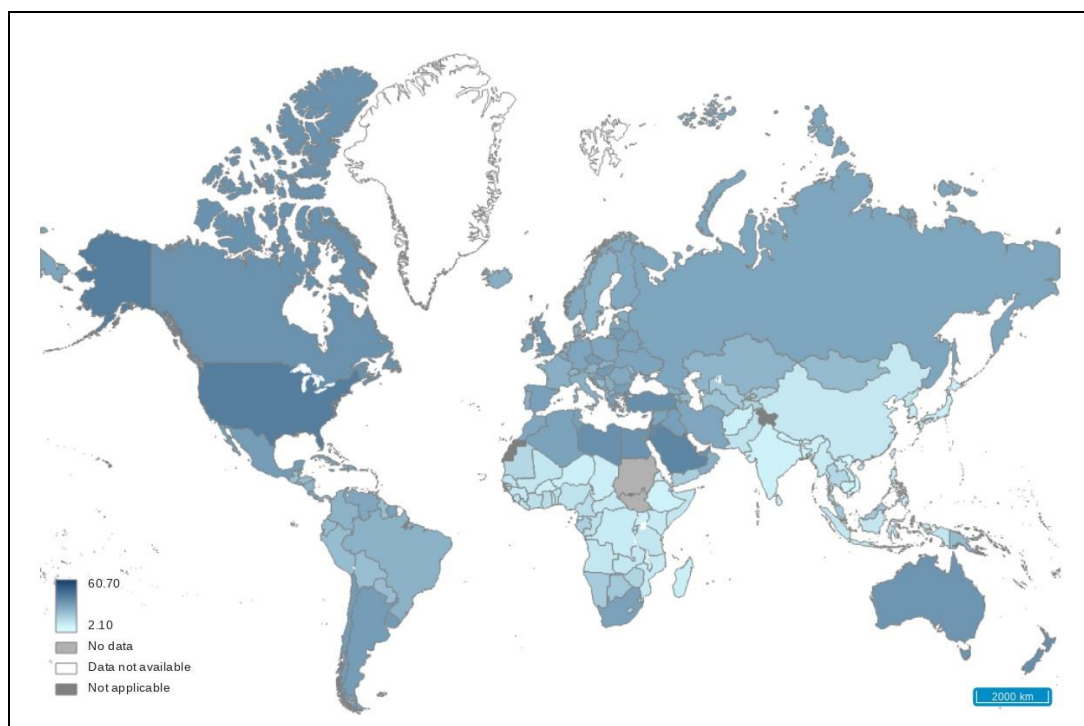 60.70
2.10
No data
Data not available
Not applicable
2000 km